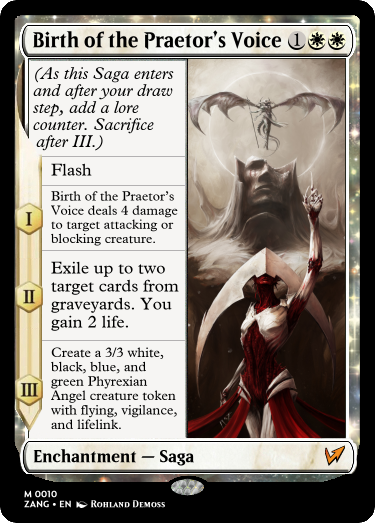 Birth of the Praetor's Voice 1
(As this Saga enters
and after your draw
step, add a lore
counter. Sacrifice
after III.)
Flash
I
Birth of the Praetor's
Voice deals 4 damage
to target attacking or
blocking creature.
II
Exile up to two
target cards from
graveyards. You
gain 2 life.
III
Create a 3/3 white,
black, blue, and
green Phyrexian
Angel creature token
with flying, vigilance,
and lifelink.
Enchantment — Saga
M 0010
ZANG • EN Rohland Demoss